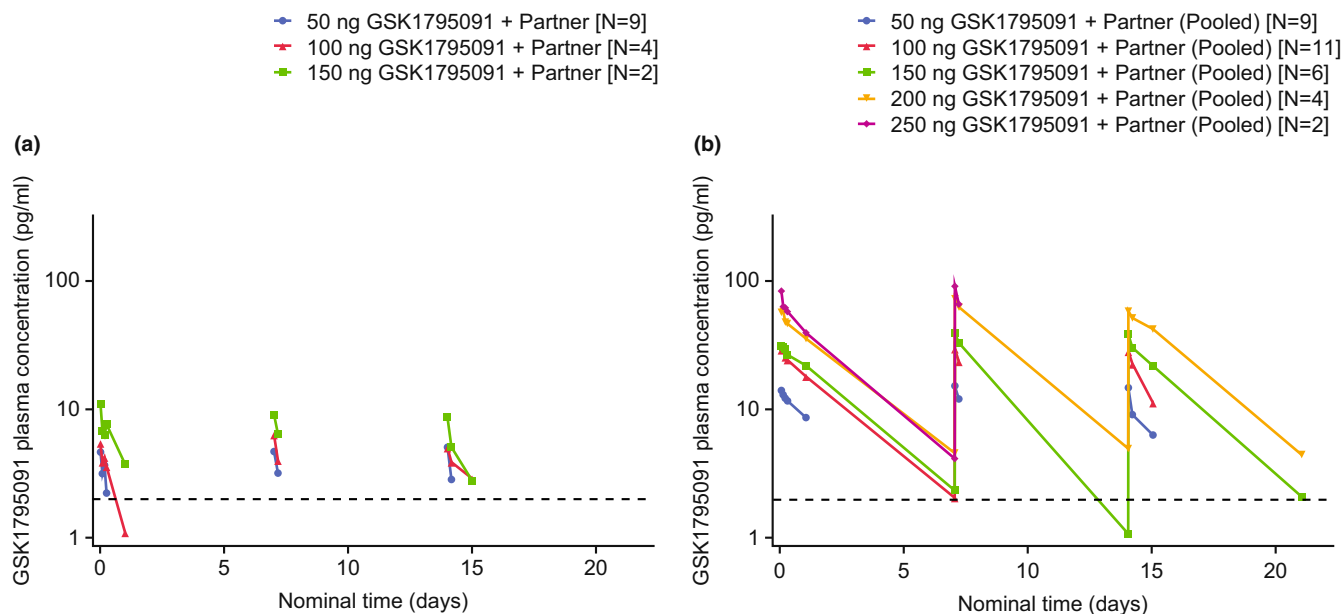 50 ng GSK1795091 + Partner [N=9]
100 ng GSK1795091 + Partner [N=4]
150 ng GSK1795091 + Partner [N=2]
(a)
GSK1795091 plasma concentration (pg/ml)
100
10
1
0 5 10 15 20
Nominal time (days)
50 ng GSK1795091 + Partner (Pooled) [N=9]
100 ng GSK1795091 + Partner (Pooled) [N=11]
150 ng GSK1795091 + Partner (Pooled) [N=6]
200 ng GSK1795091 + Partner (Pooled) [N=4]
250 ng GSK1795091 + Partner (Pooled) [N=2]
(b)
GSK1795091 plasma concentration (pg/ml)
100
10
1
0 5 10 15 20
Nominal time (days)